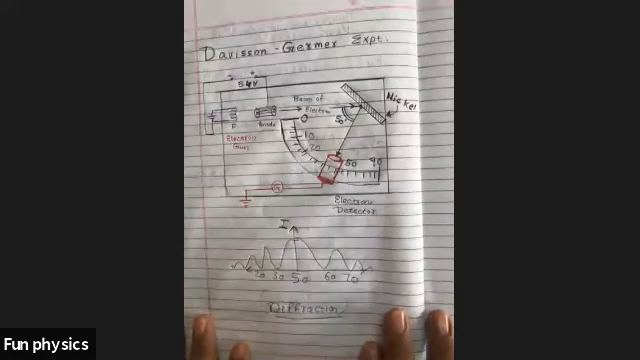 Davisson - Germer Expt.
54V
Beam of
Electron
Nickel
F
Anode
Electron
Gun
0
10
20
50
90
G
Electron
Detector
I
20 30 50 60 70
Diffraction
Fun physics